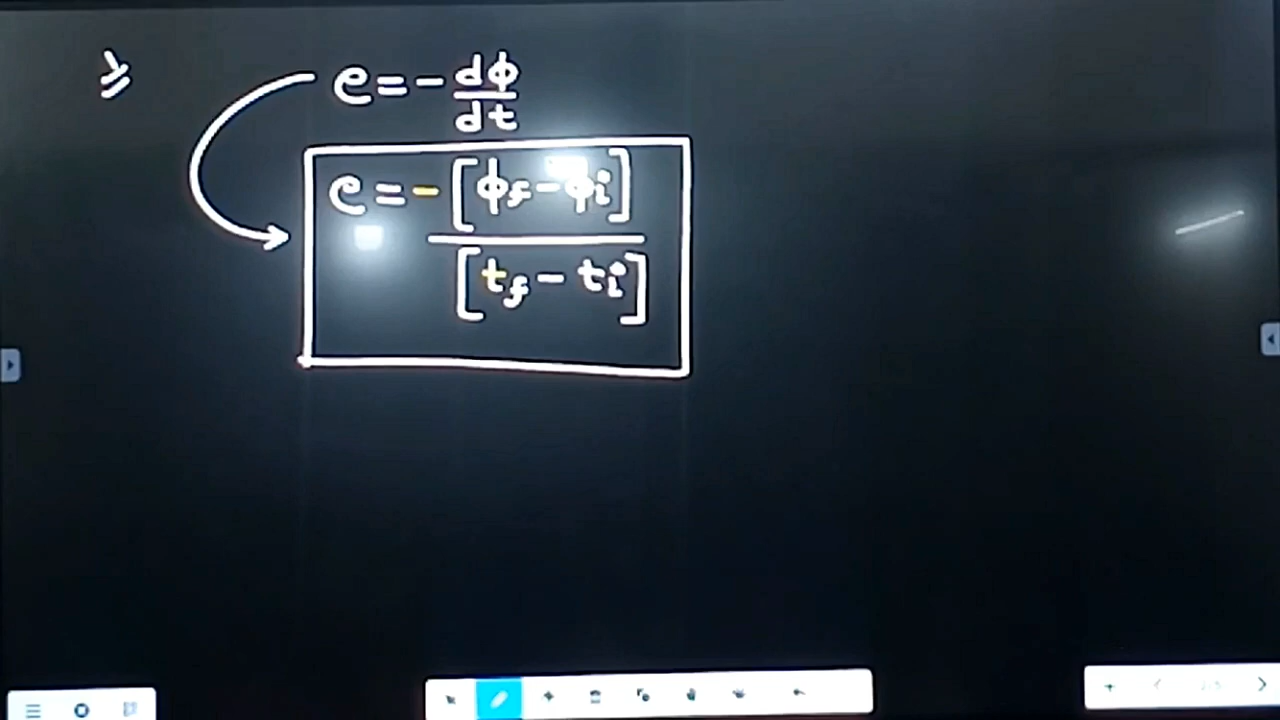 e = - dϕ/dt
e = - [ϕf - ϕi] / [tf - ti]